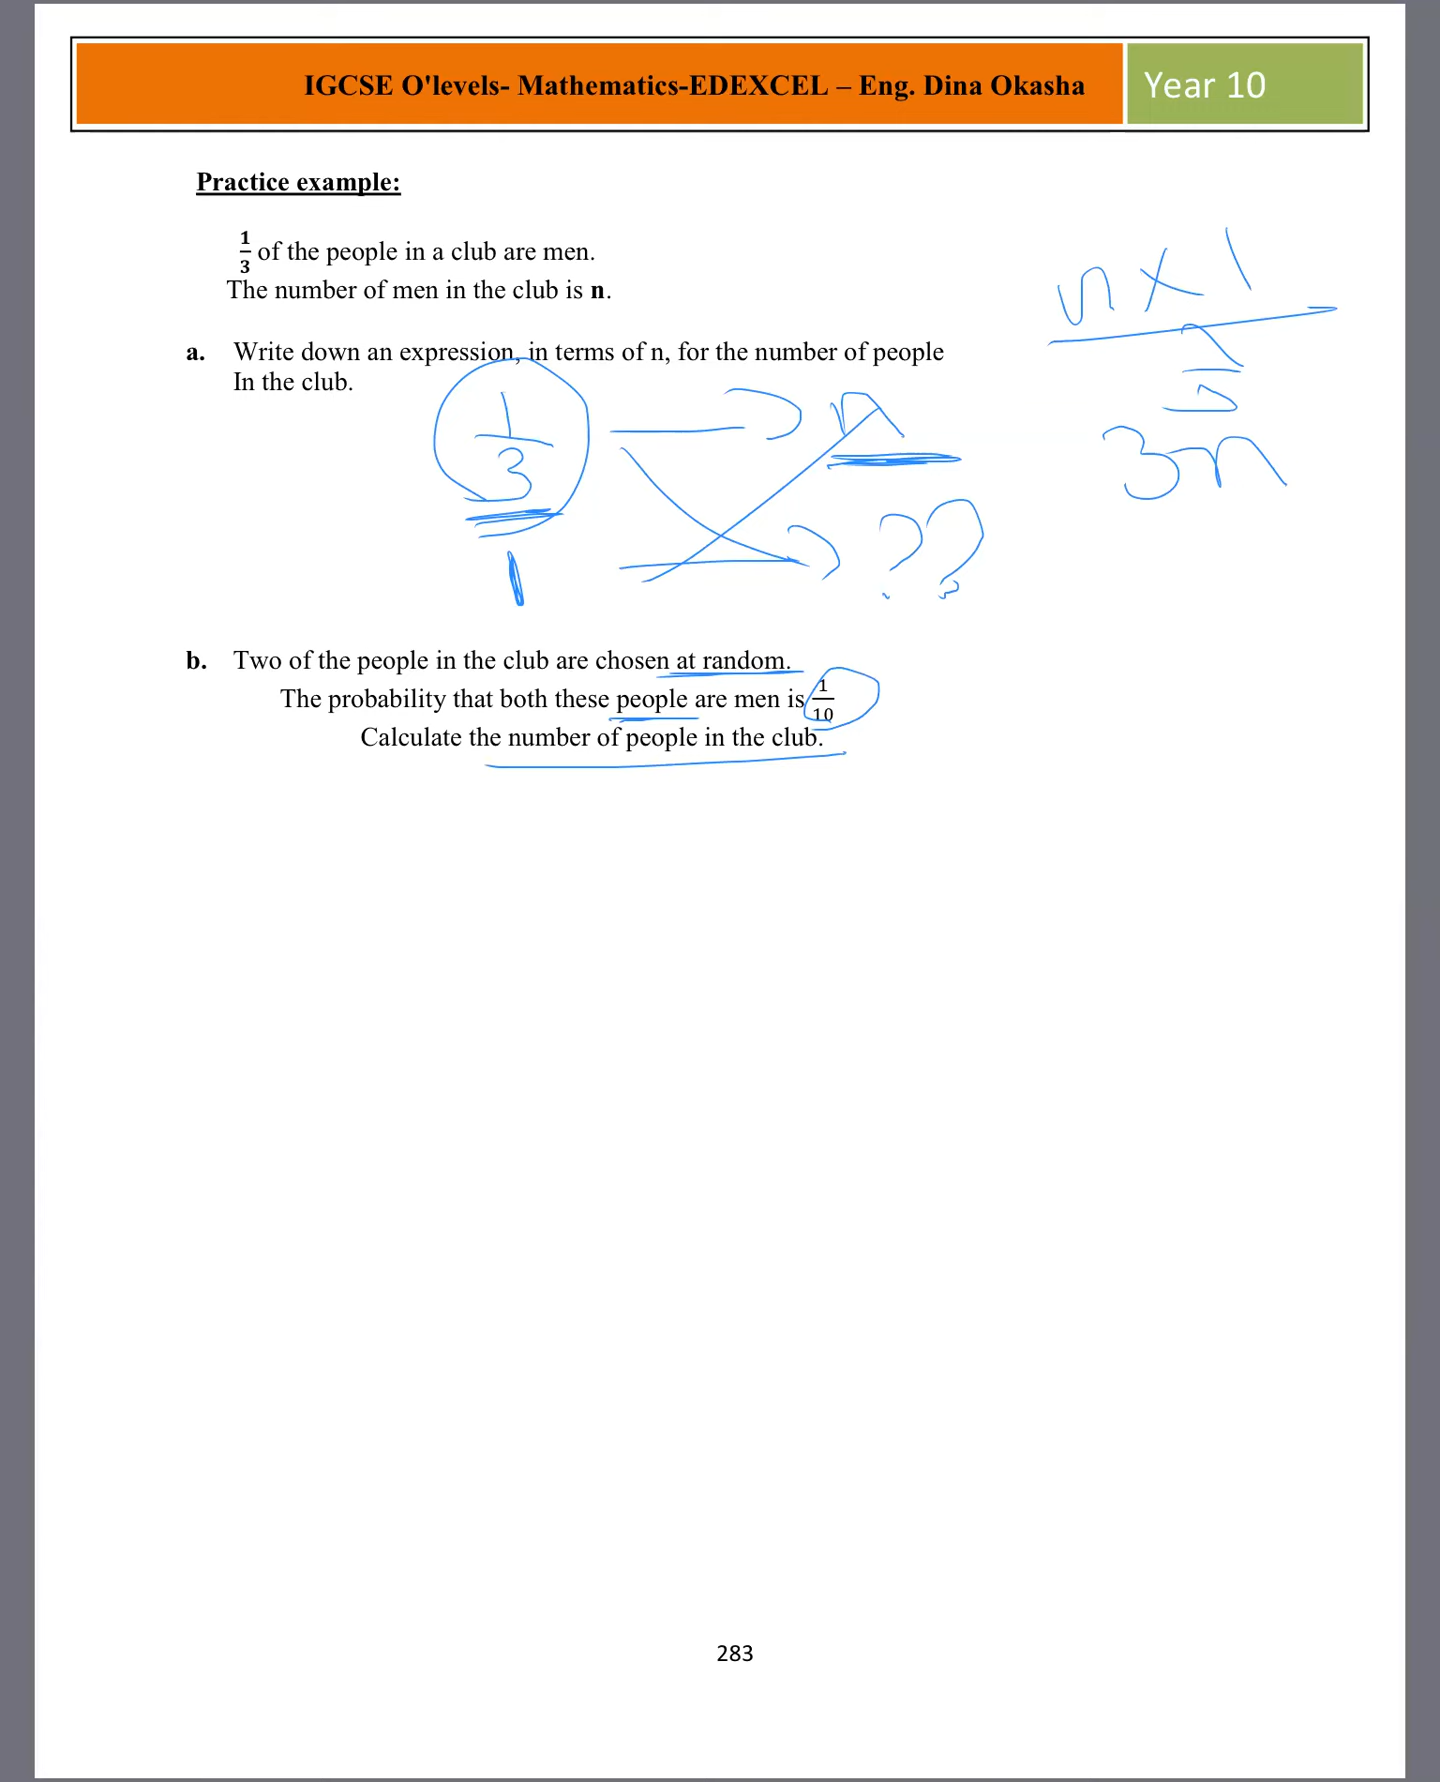 IGCSE O'levels- Mathematics-EDEXCEL – Eng. Dina Okasha
Year 10
Practice example:
1/3 of the people in a club are men.
The number of men in the club is n.
n × 1
a. Write down an expression, in terms of n, for the number of people
In the club.
1/3
n
3n
1
??
b. Two of the people in the club are chosen at random.
The probability that both these people are men is 1/10
Calculate the number of people in the club.
283